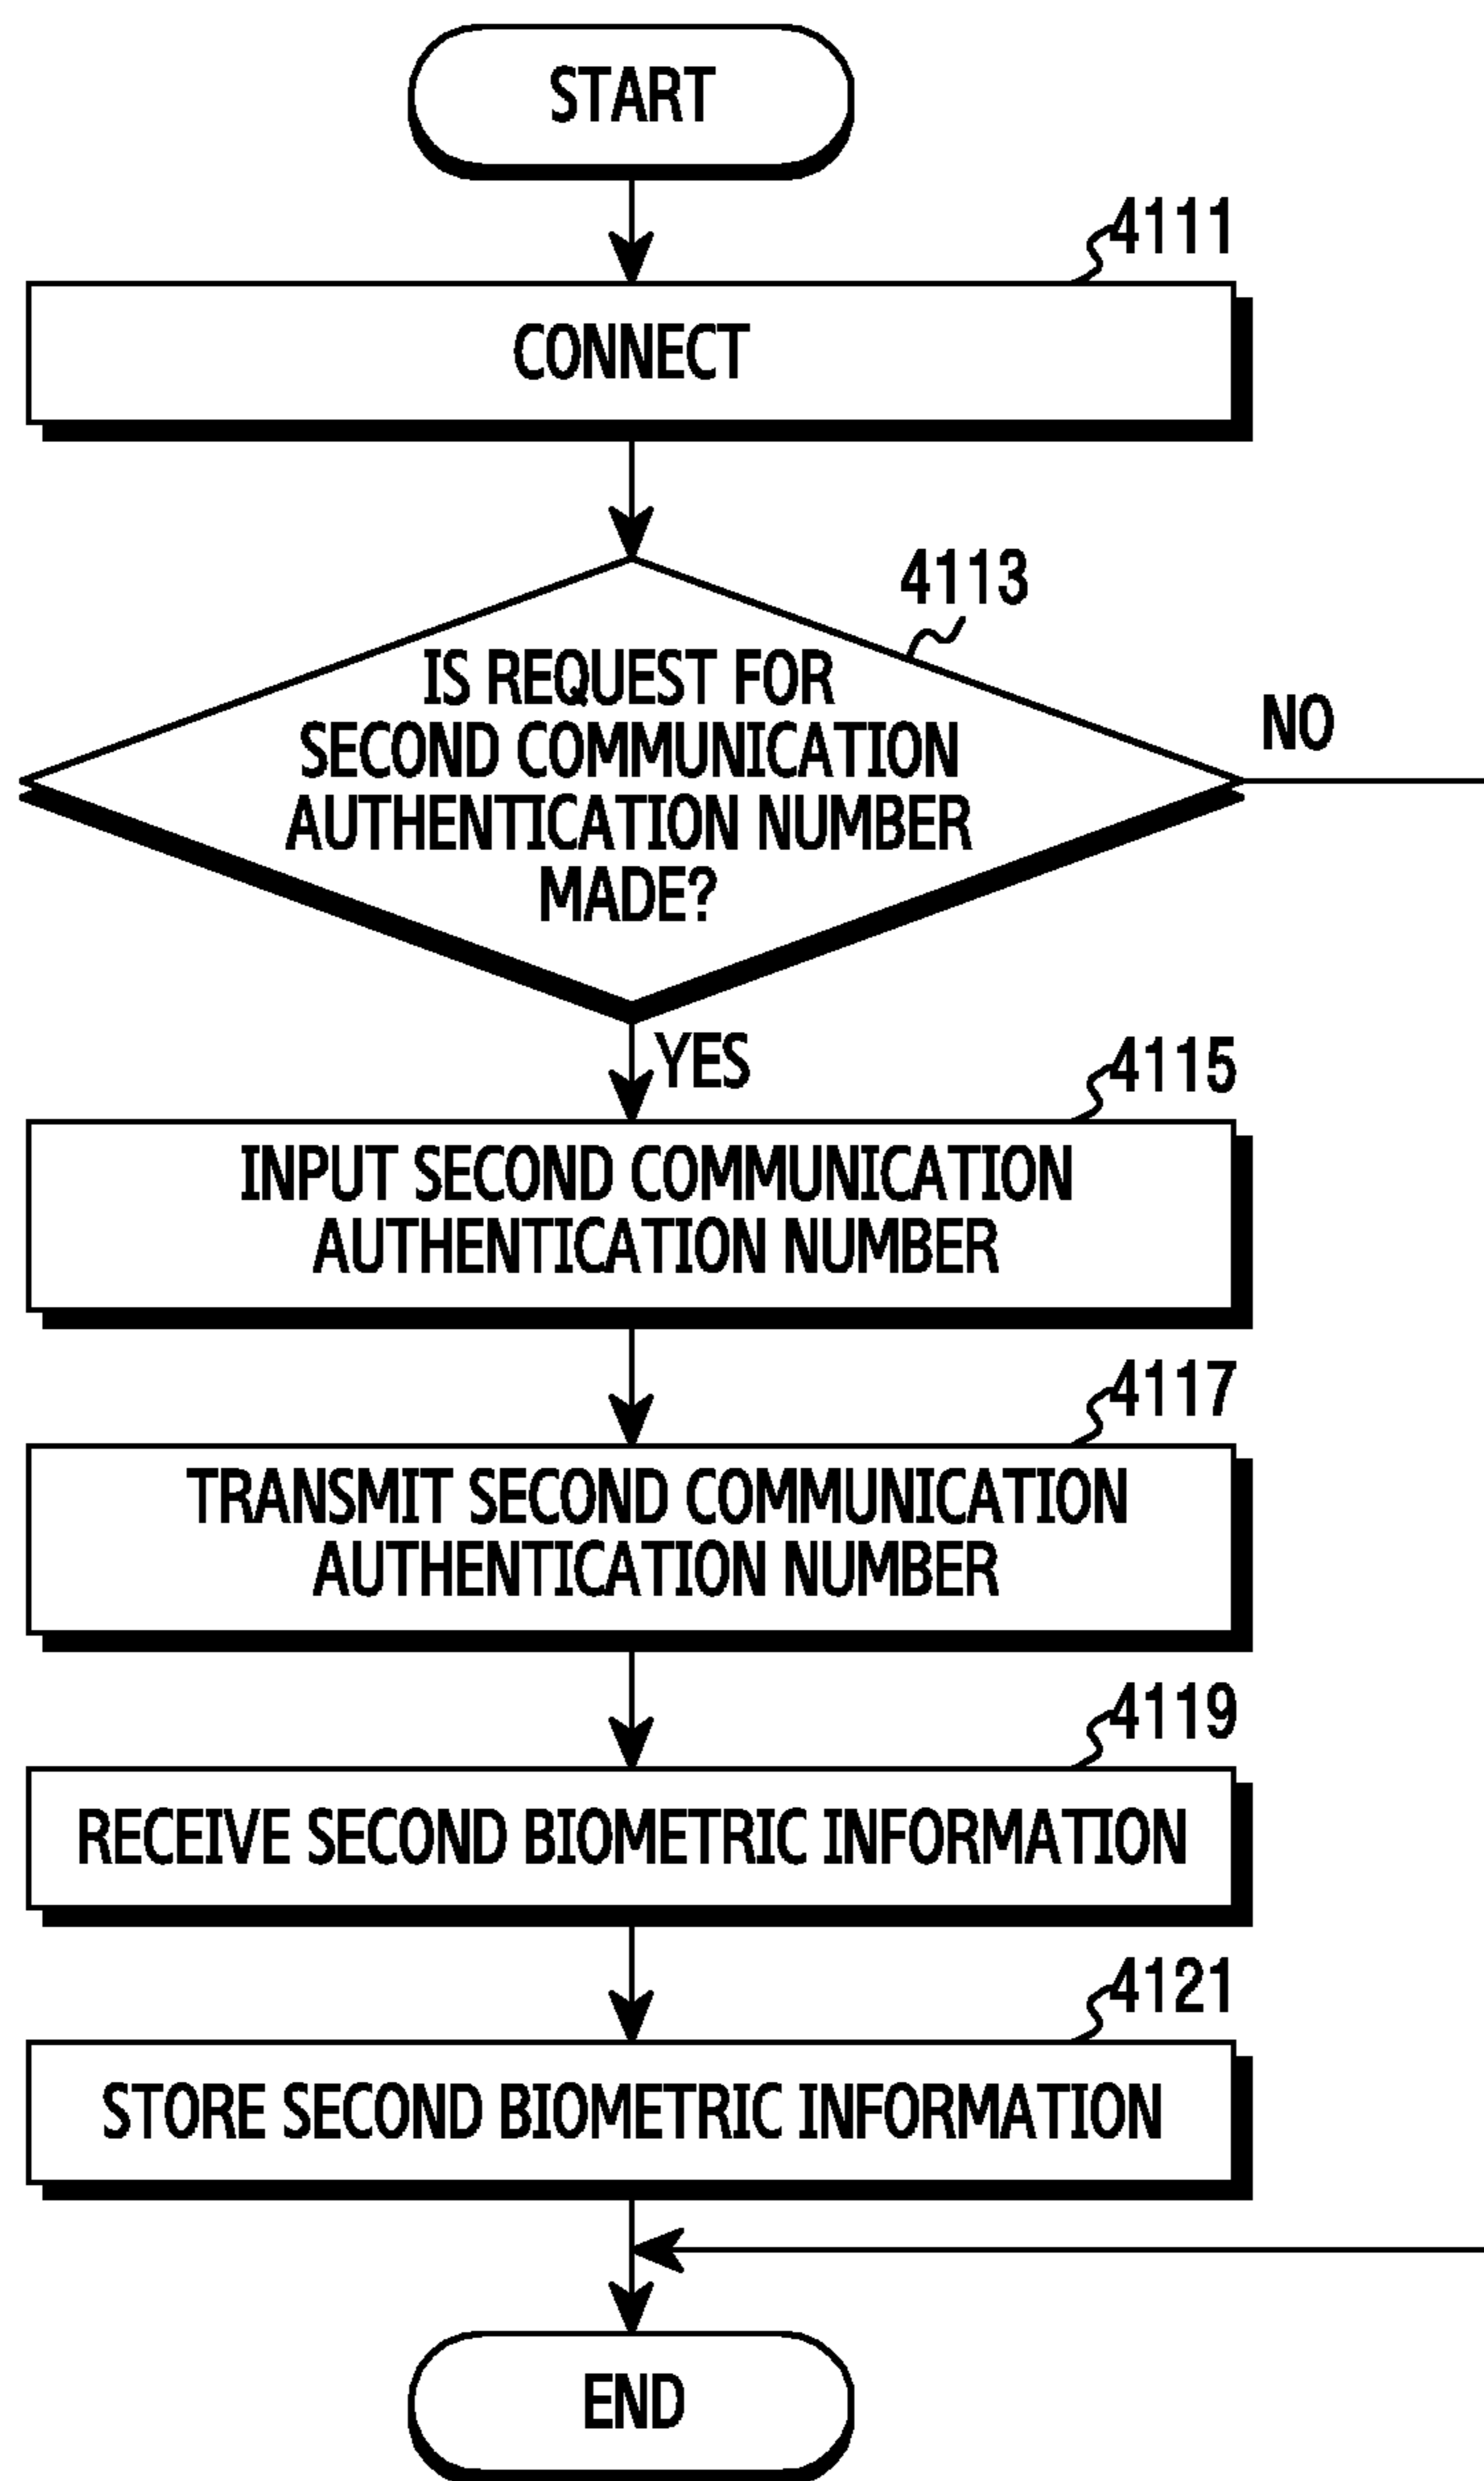 START
4111
CONNECT
4113
IS REQUEST FOR
SECOND COMMUNICATION
AUTHENTICATION NUMBER
MADE?
NO
YES
4115
INPUT SECOND COMMUNICATION
AUTHENTICATION NUMBER
4117
TRANSMIT SECOND COMMUNICATION
AUTHENTICATION NUMBER
4119
RECEIVE SECOND BIOMETRIC INFORMATION
4121
STORE SECOND BIOMETRIC INFORMATION
END